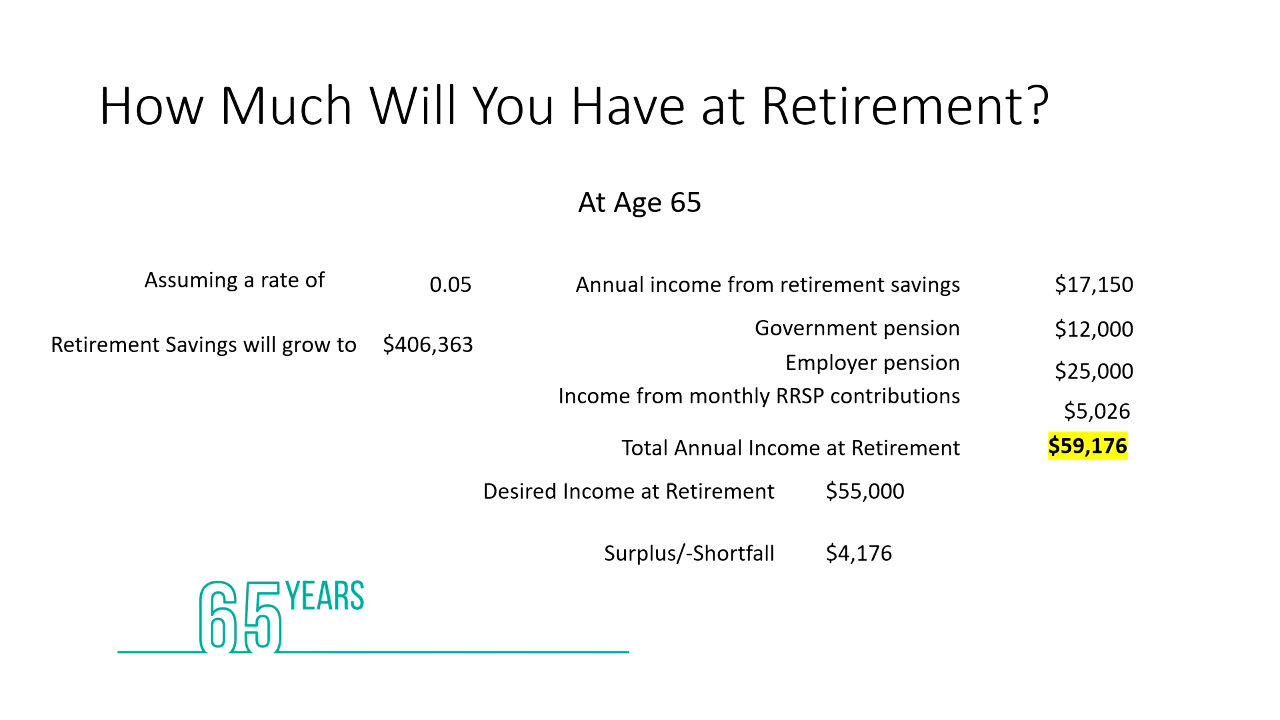 How Much Will You Have at Retirement?
At Age 65
Assuming a rate of 0.05
Retirement Savings will grow to $406,363
Annual income from retirement savings $17,150
Government pension $12,000
Employer pension $25,000
Income from monthly RRSP contributions $5,026
Total Annual Income at Retirement $59,176
Desired Income at Retirement $55,000
Surplus/-Shortfall $4,176
65 YEARS